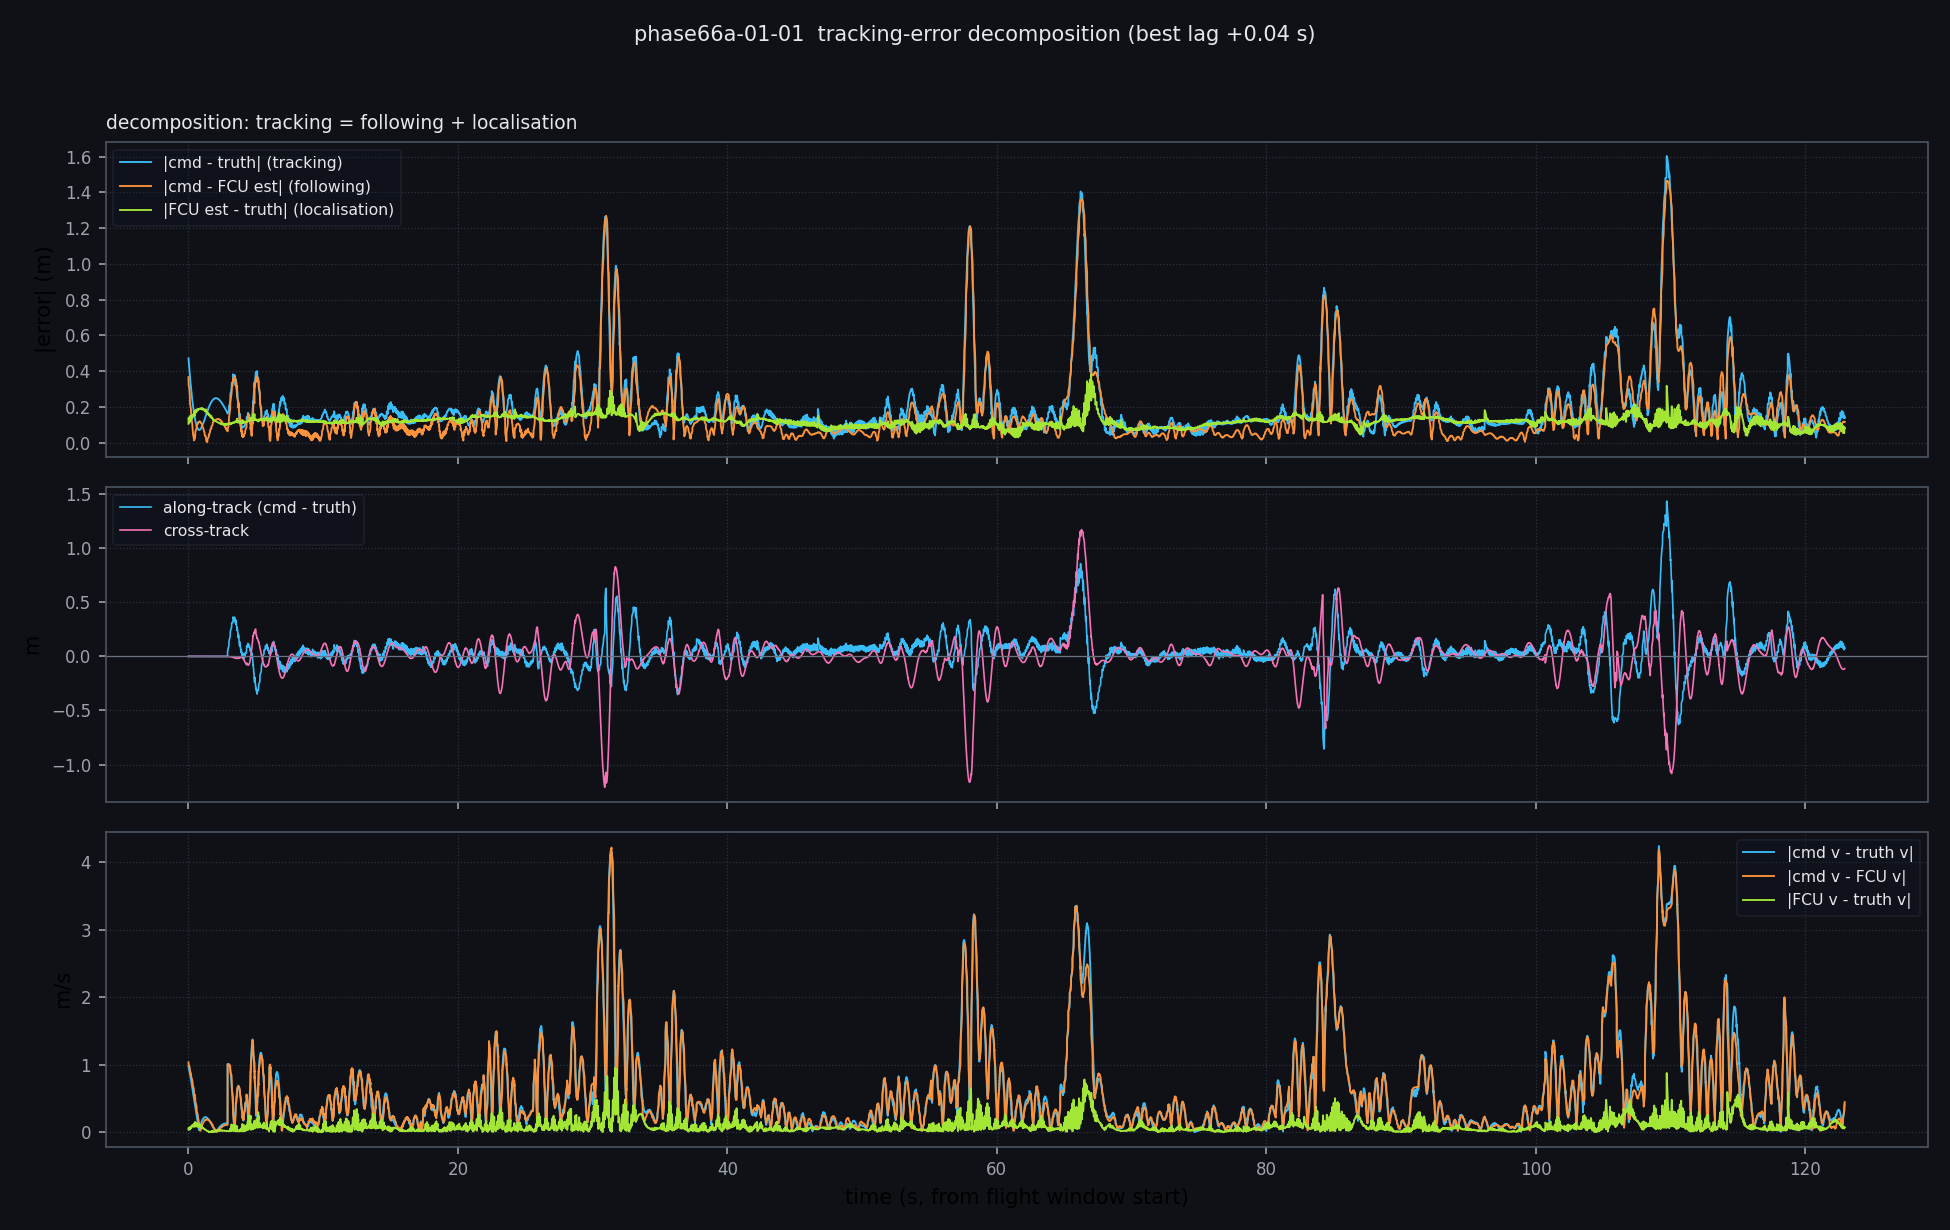 phase66a-01-01  tracking-error decomposition (best lag +0.04 s)
decomposition: tracking = following + localisation
|cmd - truth| (tracking)
|cmd - FCU est| (following)
|FCU est - truth| (localisation)
|error| (m)
1.6
1.4
1.2
1.0
0.8
0.6
0.4
0.2
0.0
along-track (cmd - truth)
cross-track
m
1.5
1.0
0.5
0.0
−0.5
−1.0
|cmd v - truth v|
|cmd v - FCU v|
|FCU v - truth v|
m/s
4
3
2
1
0
0 20 40 60 80 100 120
time (s, from flight window start)